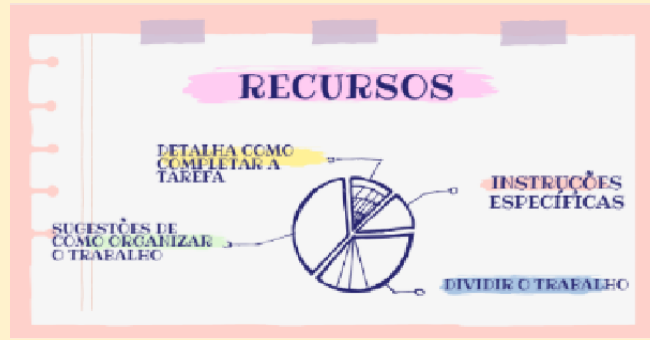 RECURSOS
DETALHA COMO
COMPLETAR A
TAREFA
INSTRUÇÕES
ESPECÍFICAS
SUGESTÕES DE
COMO ORGANIZAR
O TRABALHO
DIVIDIR O TRABALHO